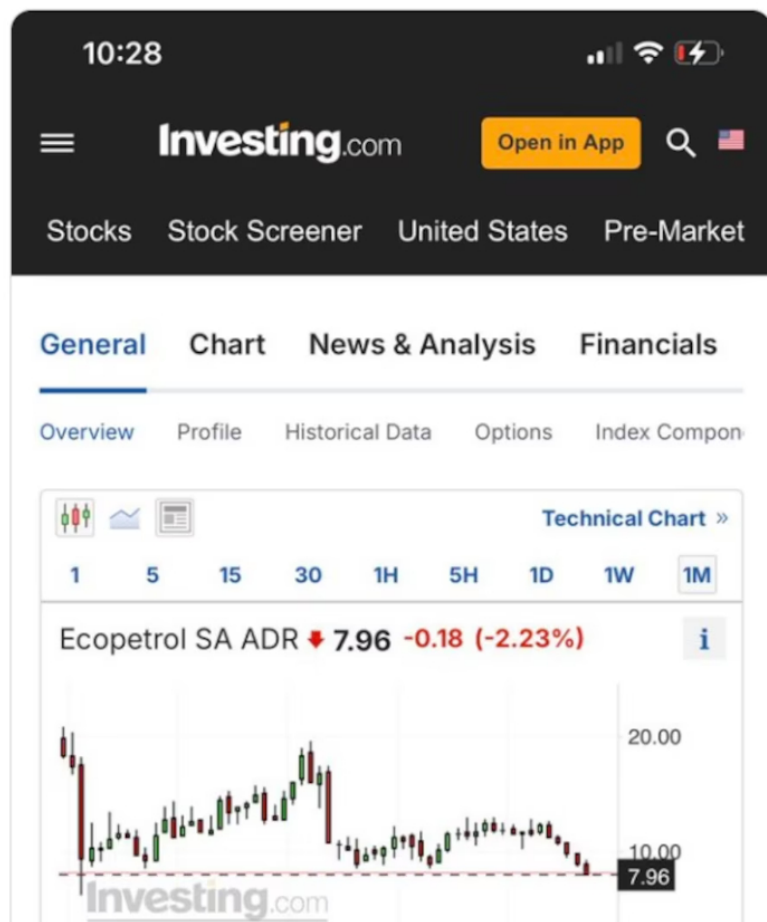 10:28
Investing.com Open in App
Stocks Stock Screener United States Pre-Market
General Chart News & Analysis Financials
Overview Profile Historical Data Options Index Compon
Technical Chart »
1 5 15 30 1H 5H 1D 1W 1M
Ecopetrol SA ADR 7.96 -0.18 (-2.23%) i
20.00
10.00
7.96
Investing.com